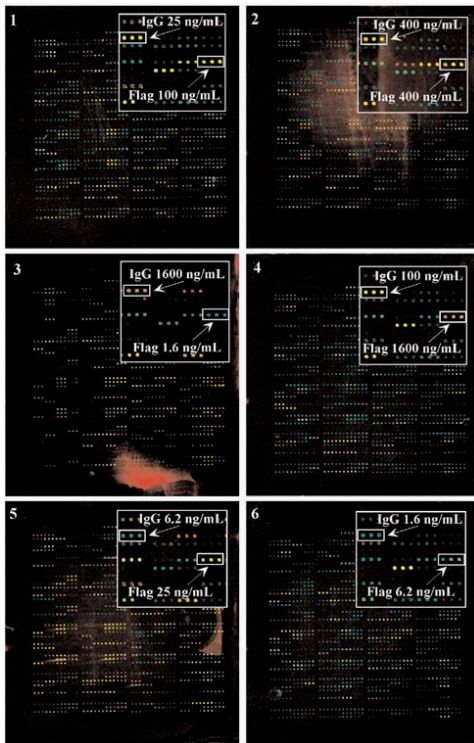 1
IgG 25 ng/mL
Flag 100 ng/mL
2
IgG 400 ng/mL
Flag 400 ng/mL
3
IgG 1600 ng/mL
Flag 1.6 ng/mL
4
IgG 100 ng/mL
Flag 1600 ng/mL
5
IgG 6.2 ng/mL
Flag 25 ng/mL
6
IgG 1.6 ng/mL
Flag 6.2 ng/mL